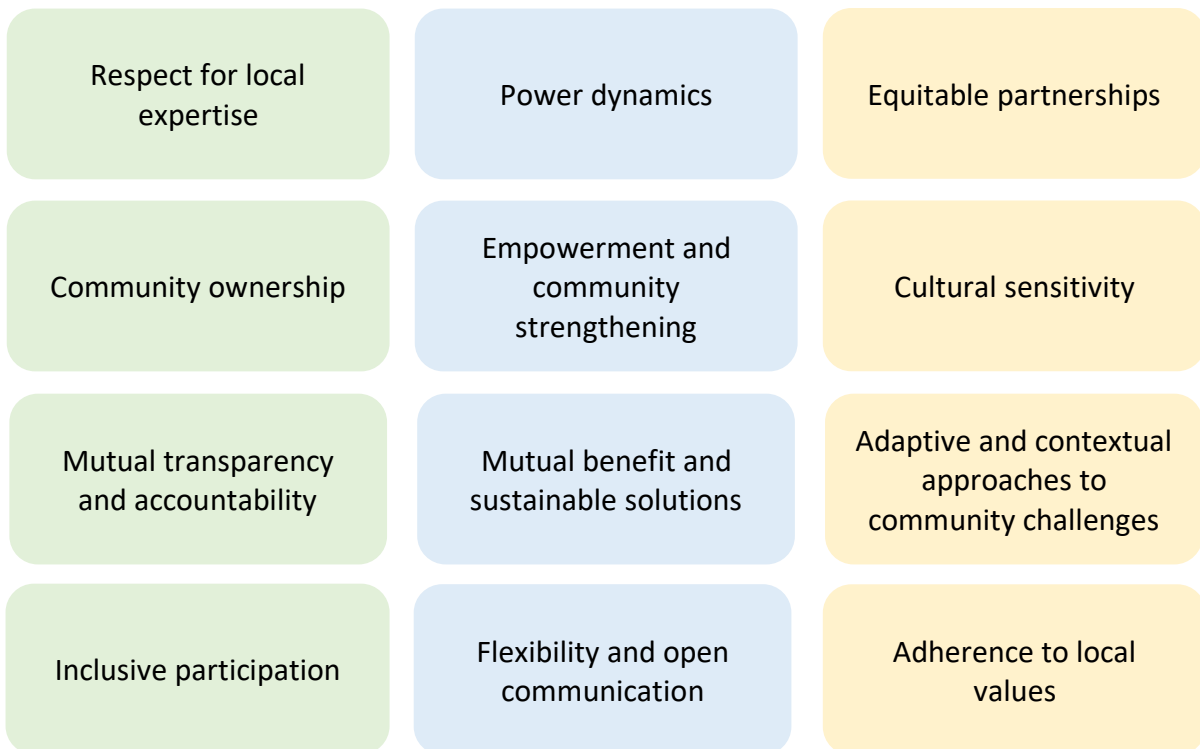 Respect for local
expertise
Power dynamics
Equitable partnerships
Community ownership
Empowerment and
community
strengthening
Cultural sensitivity
Mutual transparency
and accountability
Mutual benefit and
sustainable solutions
Adaptive and contextual
approaches to
community challenges
Inclusive participation
Flexibility and open
communication
Adherence to local
values